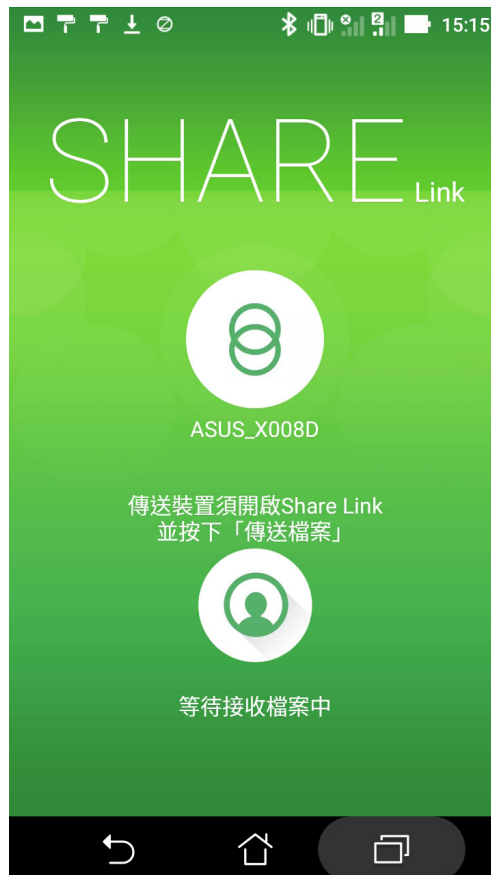 15:15
SHARE Link
ASUS_X008D
傳送裝置須開啟Share Link
並按下「傳送檔案」
等待接收檔案中